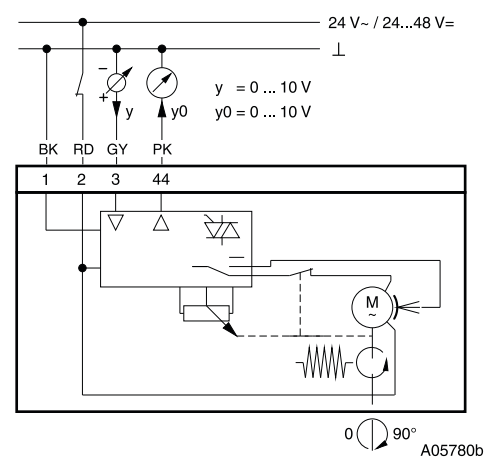 24 V~ / 24...48 V=
⊥
− 
+
y
y0
y = 0 ... 10 V
y0 = 0 ... 10 V
BK RD GY PK
1 2 3 44
M
~
0 90°
A05780b